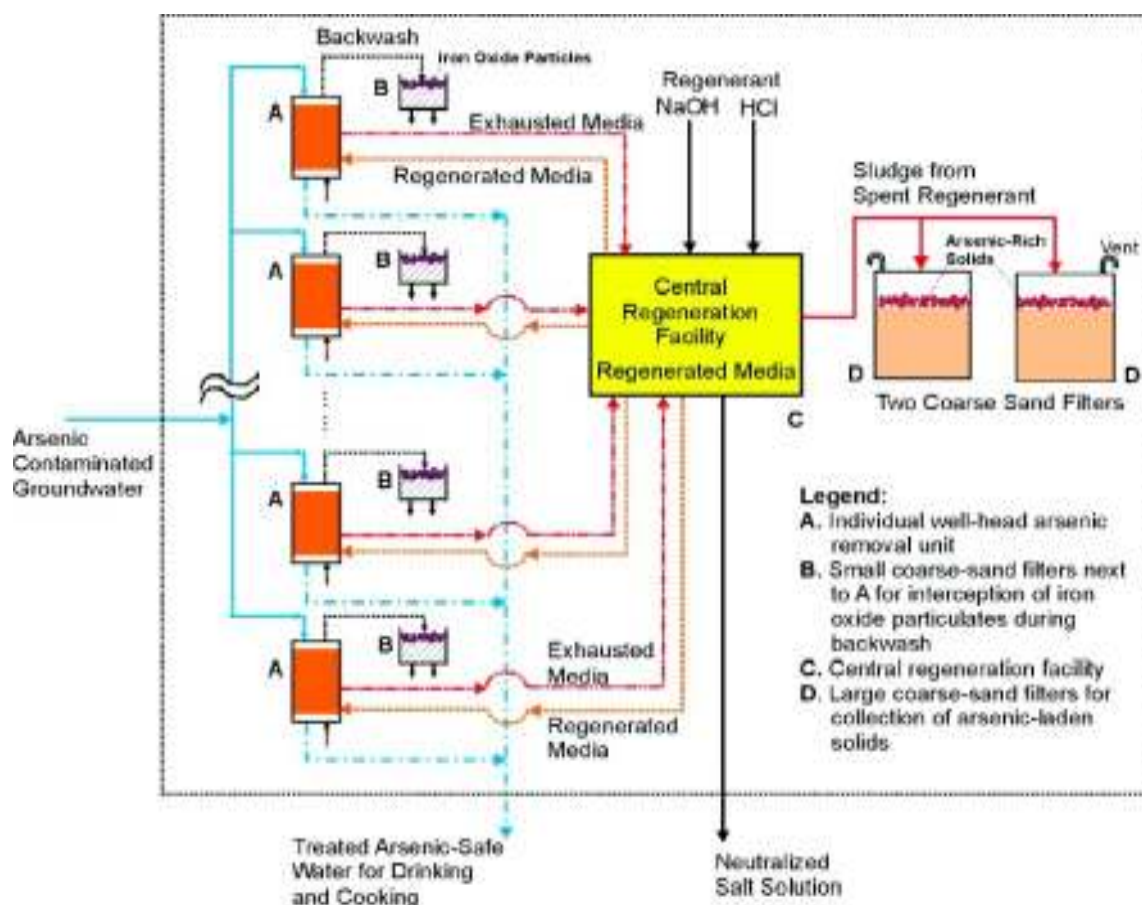 Backwash
Iron Oxide Particles
B
A
Regenerant
NaOH HCl
Exhausted Media
Regenerated Media
Sludge from
Spent Regenerant
Arsenic-Rich
Solids
Vent
B
A
Central
Regeneration
Facility
Regenerated Media
D
D
Two Coarse Sand Filters
C
Arsenic
Contaminated
Groundwater
A
B
Legend:
A. Individual well-head arsenic
removal unit
B. Small coarse-sand filters next
to A for interception of iron
oxide particulates during
backwash
C. Central regeneration facility
D. Large coarse-sand filters for
collection of arsenic-laden
solids
B
A
Exhausted
Media
Regenerated
Media
Treated Arsenic-Safe
Water for Drinking
and Cooking
Neutralized
Salt Solution